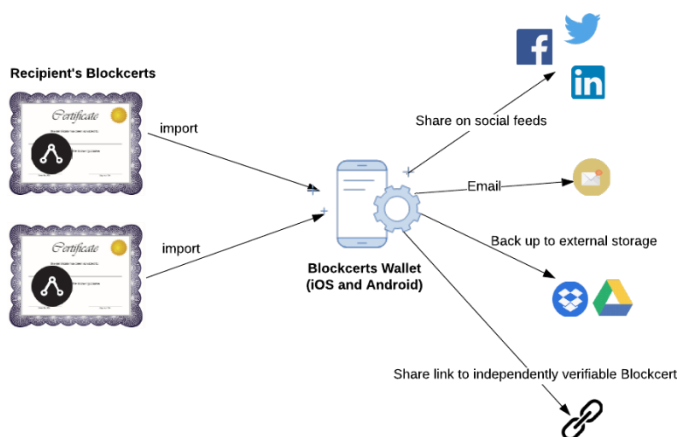 Recipient's Blockcerts
Certificate
import
Share on social feeds
Email
Certificate
import
Back up to external storage
Blockcerts Wallet
(iOS and Android)
Share link to independently verifiable Blockcert